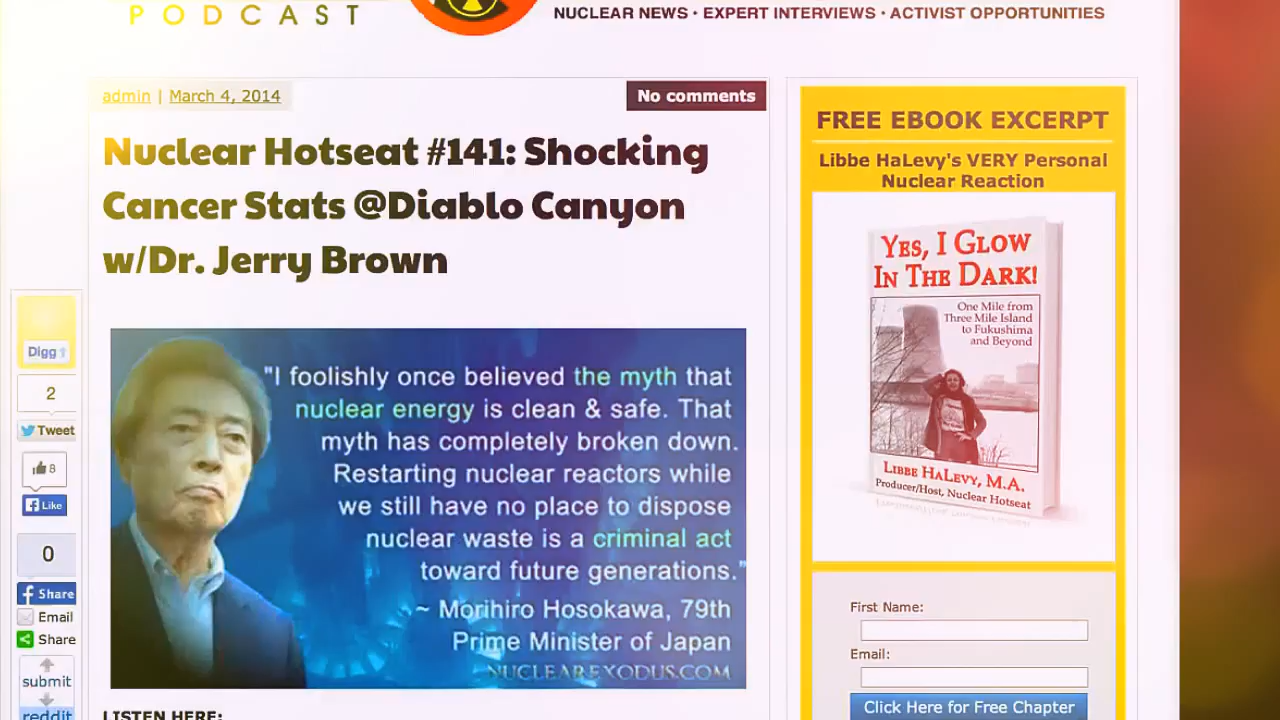 PODCAST
NUCLEAR NEWS • EXPERT INTERVIEWS • ACTIVIST OPPORTUNITIES
admin | March 4, 2014
No comments
Nuclear Hotseat #141: Shocking
Cancer Stats @Diablo Canyon
w/Dr. Jerry Brown
"I foolishly once believed the myth that
nuclear energy is clean & safe. That
myth has completely broken down.
Restarting nuclear reactors while
we still have no place to dispose
nuclear waste is a criminal act
toward future generations."
~ Morihiro Hosokawa, 79th
Prime Minister of Japan
NUCLEAREXODUS.COM
LISTEN HERE:
Digg
2
Tweet
8
Like
0
Share
Email
Share
submit
reddit
FREE EBOOK EXCERPT
Libbe HaLevy's VERY Personal
Nuclear Reaction
YES, I GLOW
IN THE DARK!
One Mile from
Three Mile Island
to Fukushima
and Beyond
LIBBE HALEVY, M.A.
Producer/Host, Nuclear Hotseat
First Name:
Email:
Click Here for Free Chapter